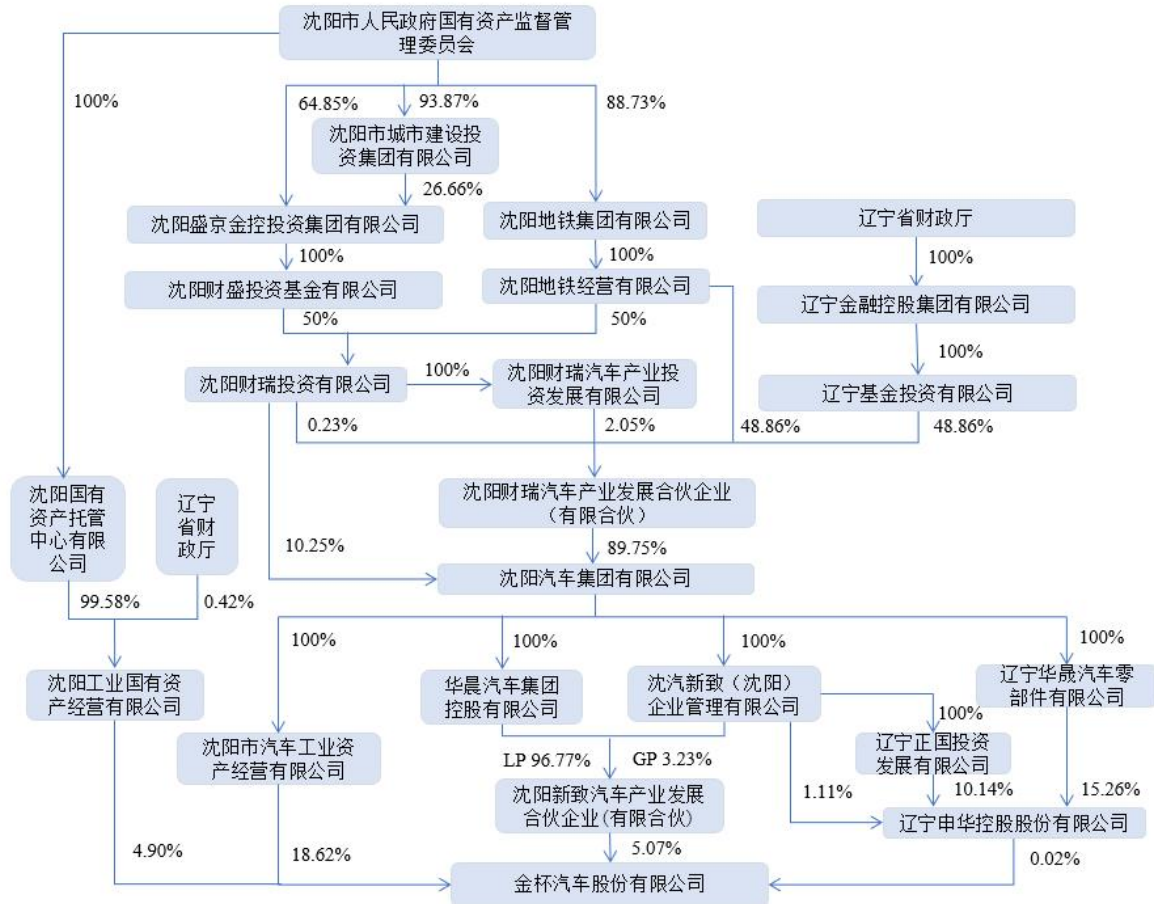 沈阳市人民政府国有资产监督管
理委员会
100%
64.85%
93.87%
88.73%
沈阳市城市建设投
资集团有限公司
26.66%
沈阳盛京金控投资集团有限公司
沈阳地铁集团有限公司
辽宁省财政厅
100%
100%
100%
沈阳财盛投资基金有限公司
沈阳地铁经营有限公司
辽宁金融控股集团有限公司
50%
50%
100%
沈阳财瑞投资有限公司
100%
沈阳财瑞汽车产业投
资发展有限公司
辽宁基金投资有限公司
0.23%
2.05%
48.86%
48.86%
沈阳国有
资产托管
中心有限
公司
辽宁
省财
政厅
沈阳财瑞汽车产业发展合伙企业
（有限合伙）
10.25%
89.75%
沈阳汽车集团有限公司
99.58%
0.42%
100%
100%
100%
100%
沈阳工业国有资
产经营有限公司
华晨汽车集团
控股有限公司
沈汽新致（沈阳）
企业管理有限公司
辽宁华晟汽车零
部件有限公司
100%
沈阳市汽车工业资
产经营有限公司
辽宁正国投资
发展有限公司
LP 96.77%
GP 3.23%
沈阳新致汽车产业发展
合伙企业(有限合伙)
1.11%
10.14%
15.26%
辽宁申华控股股份有限公司
4.90%
18.62%
5.07%
0.02%
金杯汽车股份有限公司